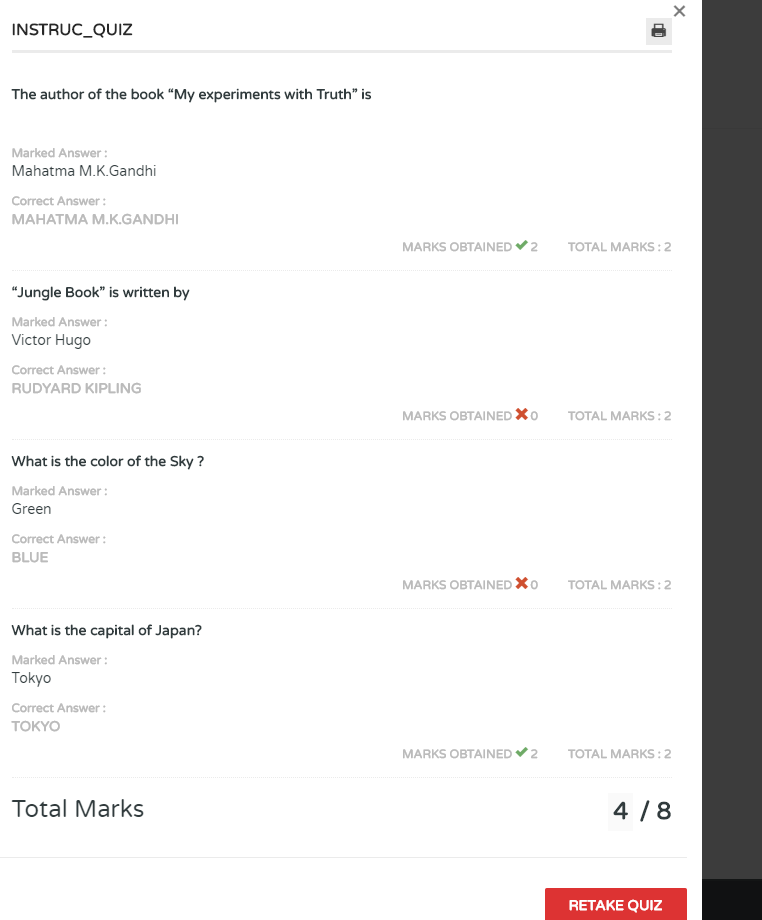 INSTRUC_QUIZ
The author of the book “My experiments with Truth” is
Marked Answer :
Mahatma M.K.Gandhi
Correct Answer :
MAHATMA M.K.GANDHI
MARKS OBTAINED 2 TOTAL MARKS : 2
“Jungle Book” is written by
Marked Answer :
Victor Hugo
Correct Answer :
RUDYARD KIPLING
MARKS OBTAINED 0 TOTAL MARKS : 2
What is the color of the Sky ?
Marked Answer :
Green
Correct Answer :
BLUE
MARKS OBTAINED 0 TOTAL MARKS : 2
What is the capital of Japan?
Marked Answer :
Tokyo
Correct Answer :
TOKYO
MARKS OBTAINED 2 TOTAL MARKS : 2
Total Marks 4 / 8
RETAKE QUIZ